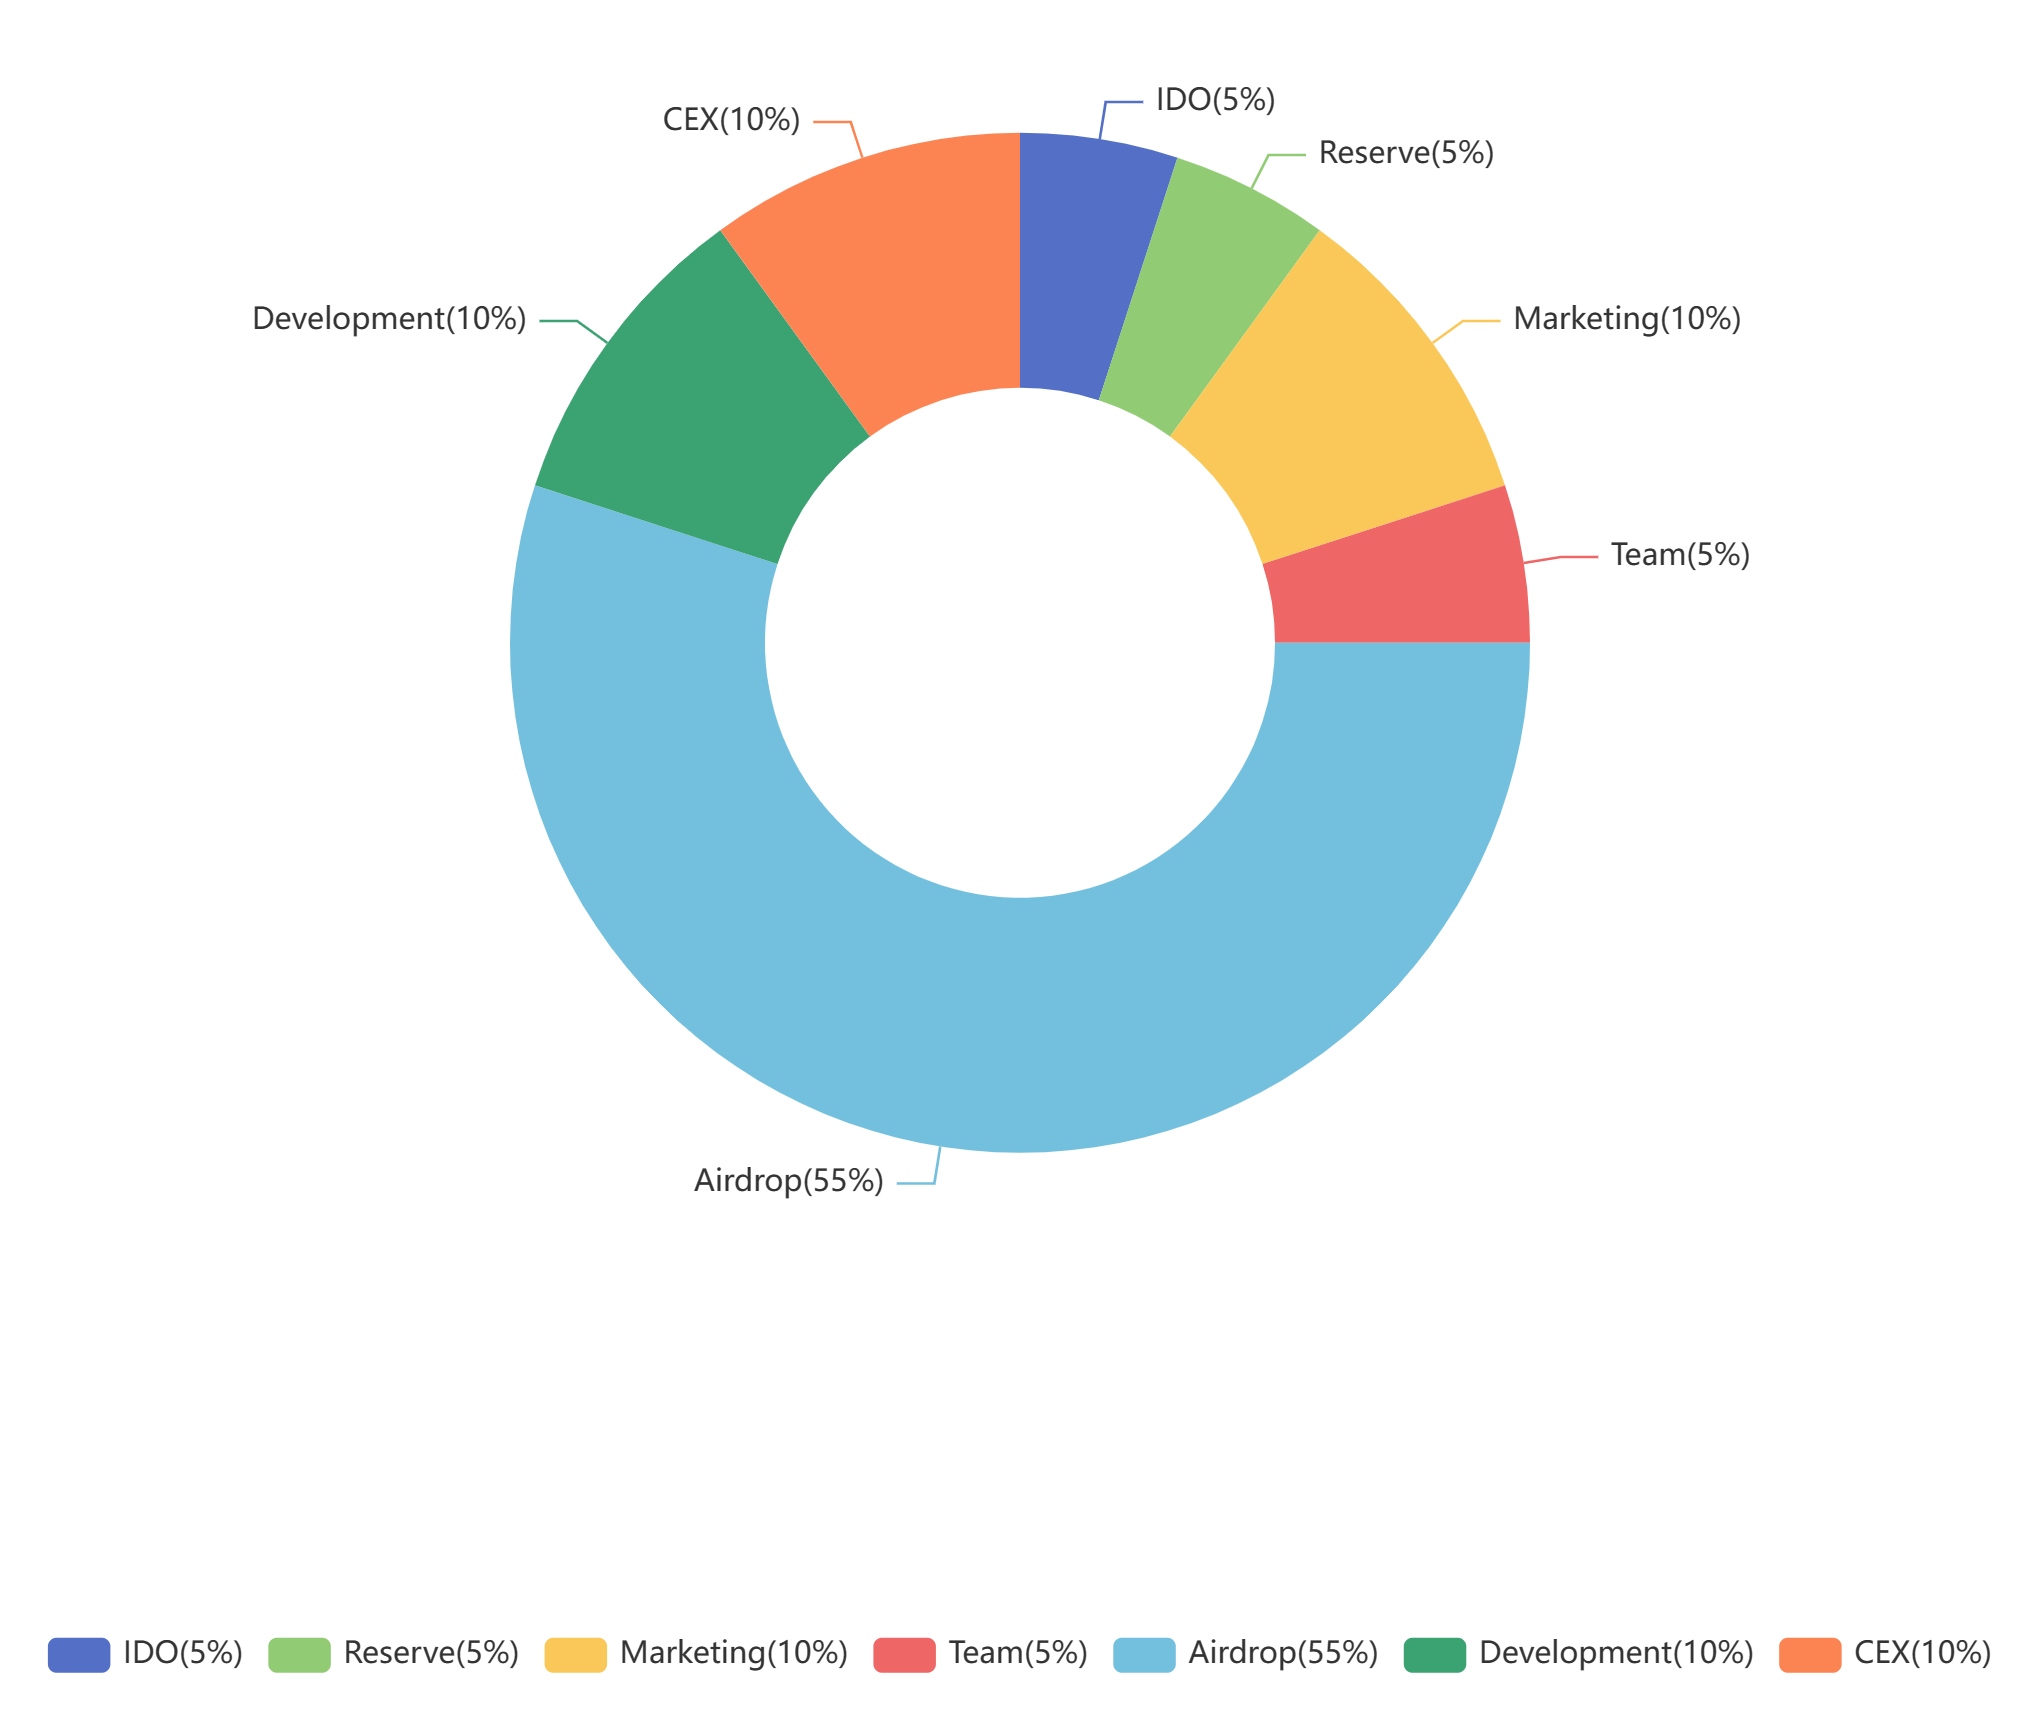 IDO(5%)
CEX(10%)
Reserve(5%)
Development(10%)
Marketing(10%)
Team(5%)
Airdrop(55%)
IDO(5%) Reserve(5%) Marketing(10%) Team(5%) Airdrop(55%) Development(10%) CEX(10%)